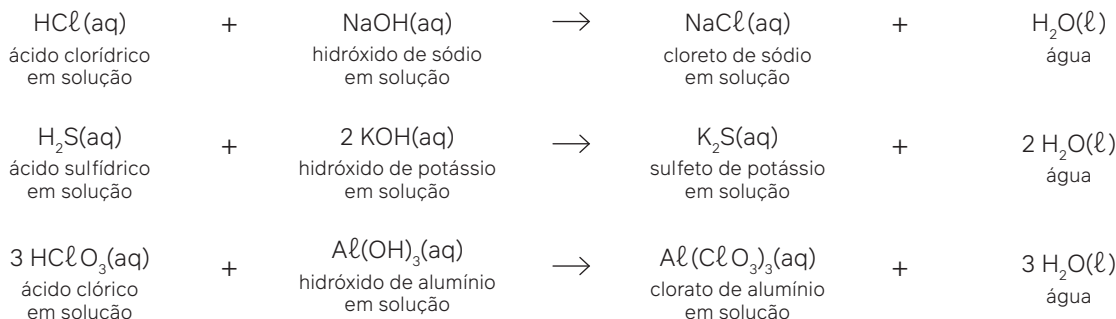 HCℓ(aq) + NaOH(aq) ⟶ NaCℓ(aq) + H₂O(ℓ)
ácido clorídrico hidróxido de sódio cloreto de sódio água
em solução em solução em solução
H₂S(aq) + 2 KOH(aq) ⟶ K₂S(aq) + 2 H₂O(ℓ)
ácido sulfídrico hidróxido de potássio sulfeto de potássio água
em solução em solução em solução
3 HCℓO₃(aq) + Aℓ(OH)₃(aq) ⟶ Aℓ(CℓO₃)₃(aq) + 3 H₂O(ℓ)
ácido clórico hidróxido de alumínio clorato de alumínio água
em solução em solução em solução